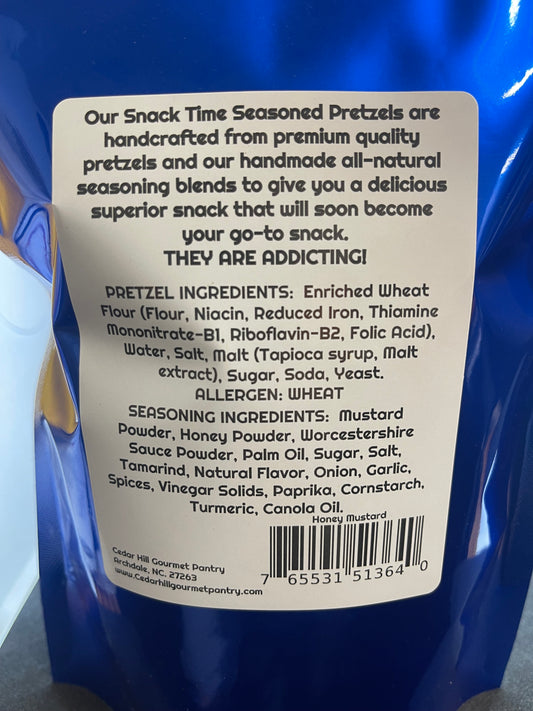 Our Snack Time Seasoned Pretzels are
handcrafted from premium quality
pretzels and our handmade all-natural
seasoning blends to give you a delicious
superior snack that will soon become
your go-to snack.
THEY ARE ADDICTING!
PRETZEL INGREDIENTS: Enriched Wheat
Flour (Flour, Niacin, Reduced Iron, Thiamine
Mononitrate-B1, Riboflavin-B2, Folic Acid),
Water, Salt, Malt (Tapioca syrup, Malt
extract), Sugar, Soda, Yeast.
ALLERGEN: WHEAT
SEASONING INGREDIENTS: Mustard
Powder, Honey Powder, Worcestershire
Sauce Powder, Palm Oil, Sugar, Salt,
Tamarind, Natural Flavor, Onion, Garlic,
Spices, Vinegar Solids, Paprika, Cornstarch,
Turmeric, Canola Oil.
Honey Mustard
Cedar Hill Gourmet Pantry
Archdale, NC. 27263
www.Cedarhillgourmetpantry.com
7 65531 51364 0